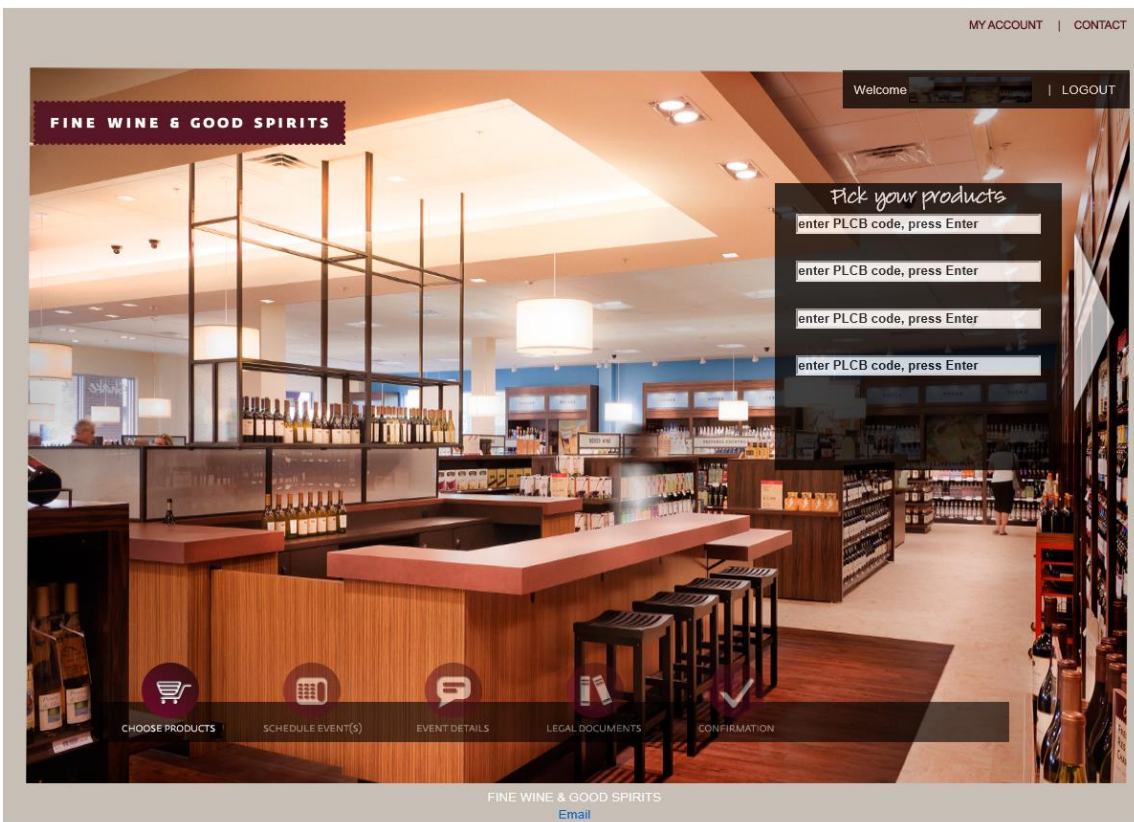 MY ACCOUNT | CONTACT
Welcome | LOGOUT
FINE WINE & GOOD SPIRITS
Pick your products
enter PLCB code, press Enter
enter PLCB code, press Enter
enter PLCB code, press Enter
enter PLCB code, press Enter
BOXED WINE
CHOOSE PRODUCTS SCHEDULE EVENT(S) EVENT DETAILS LEGAL DOCUMENTS CONFIRMATION
FINE WINE & GOOD SPIRITS
Email